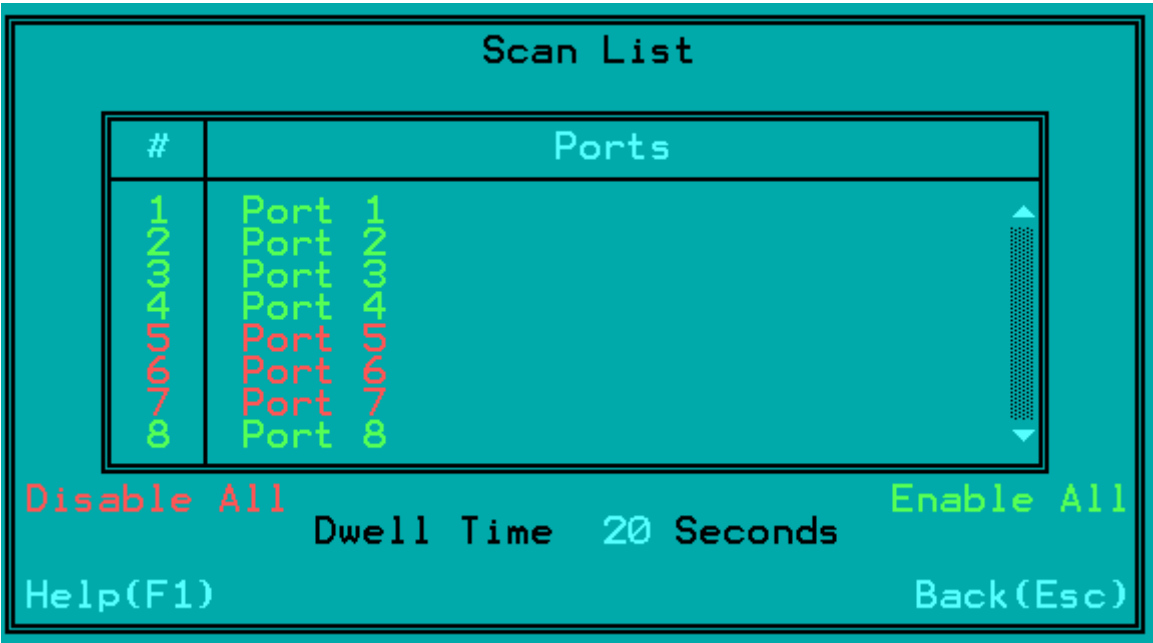 Scan List
# Ports
1 Port 1
2 Port 2
3 Port 3
4 Port 4
5 Port 5
6 Port 6
7 Port 7
8 Port 8
Disable All Enable All
Dwell Time 20 Seconds
Help(F1) Back(Esc)